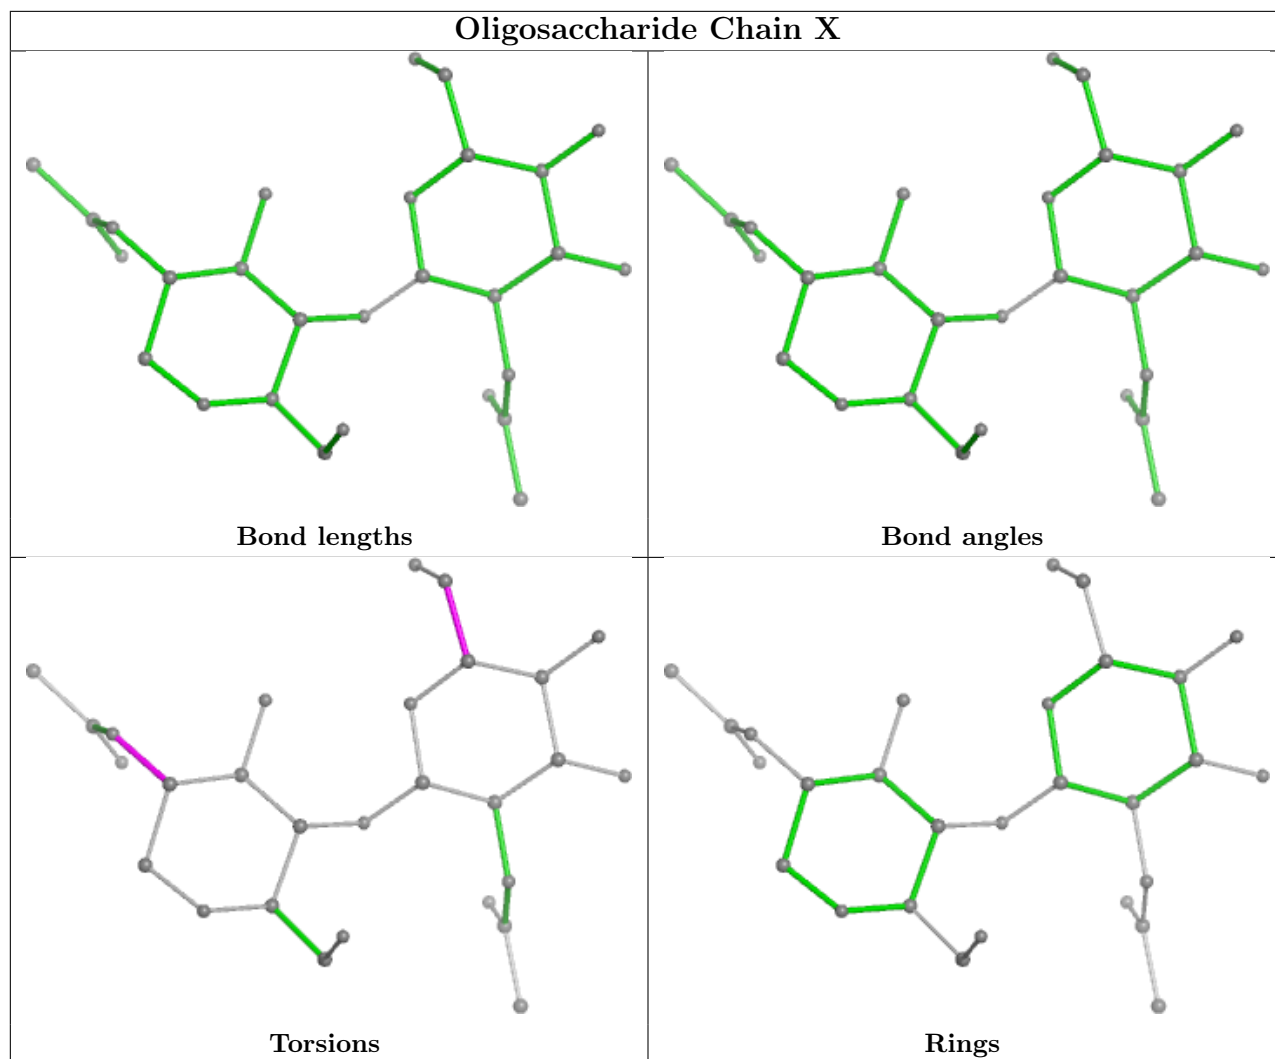 Oligosaccharide Chain X
Bond lengths
Bond angles
Torsions
Rings